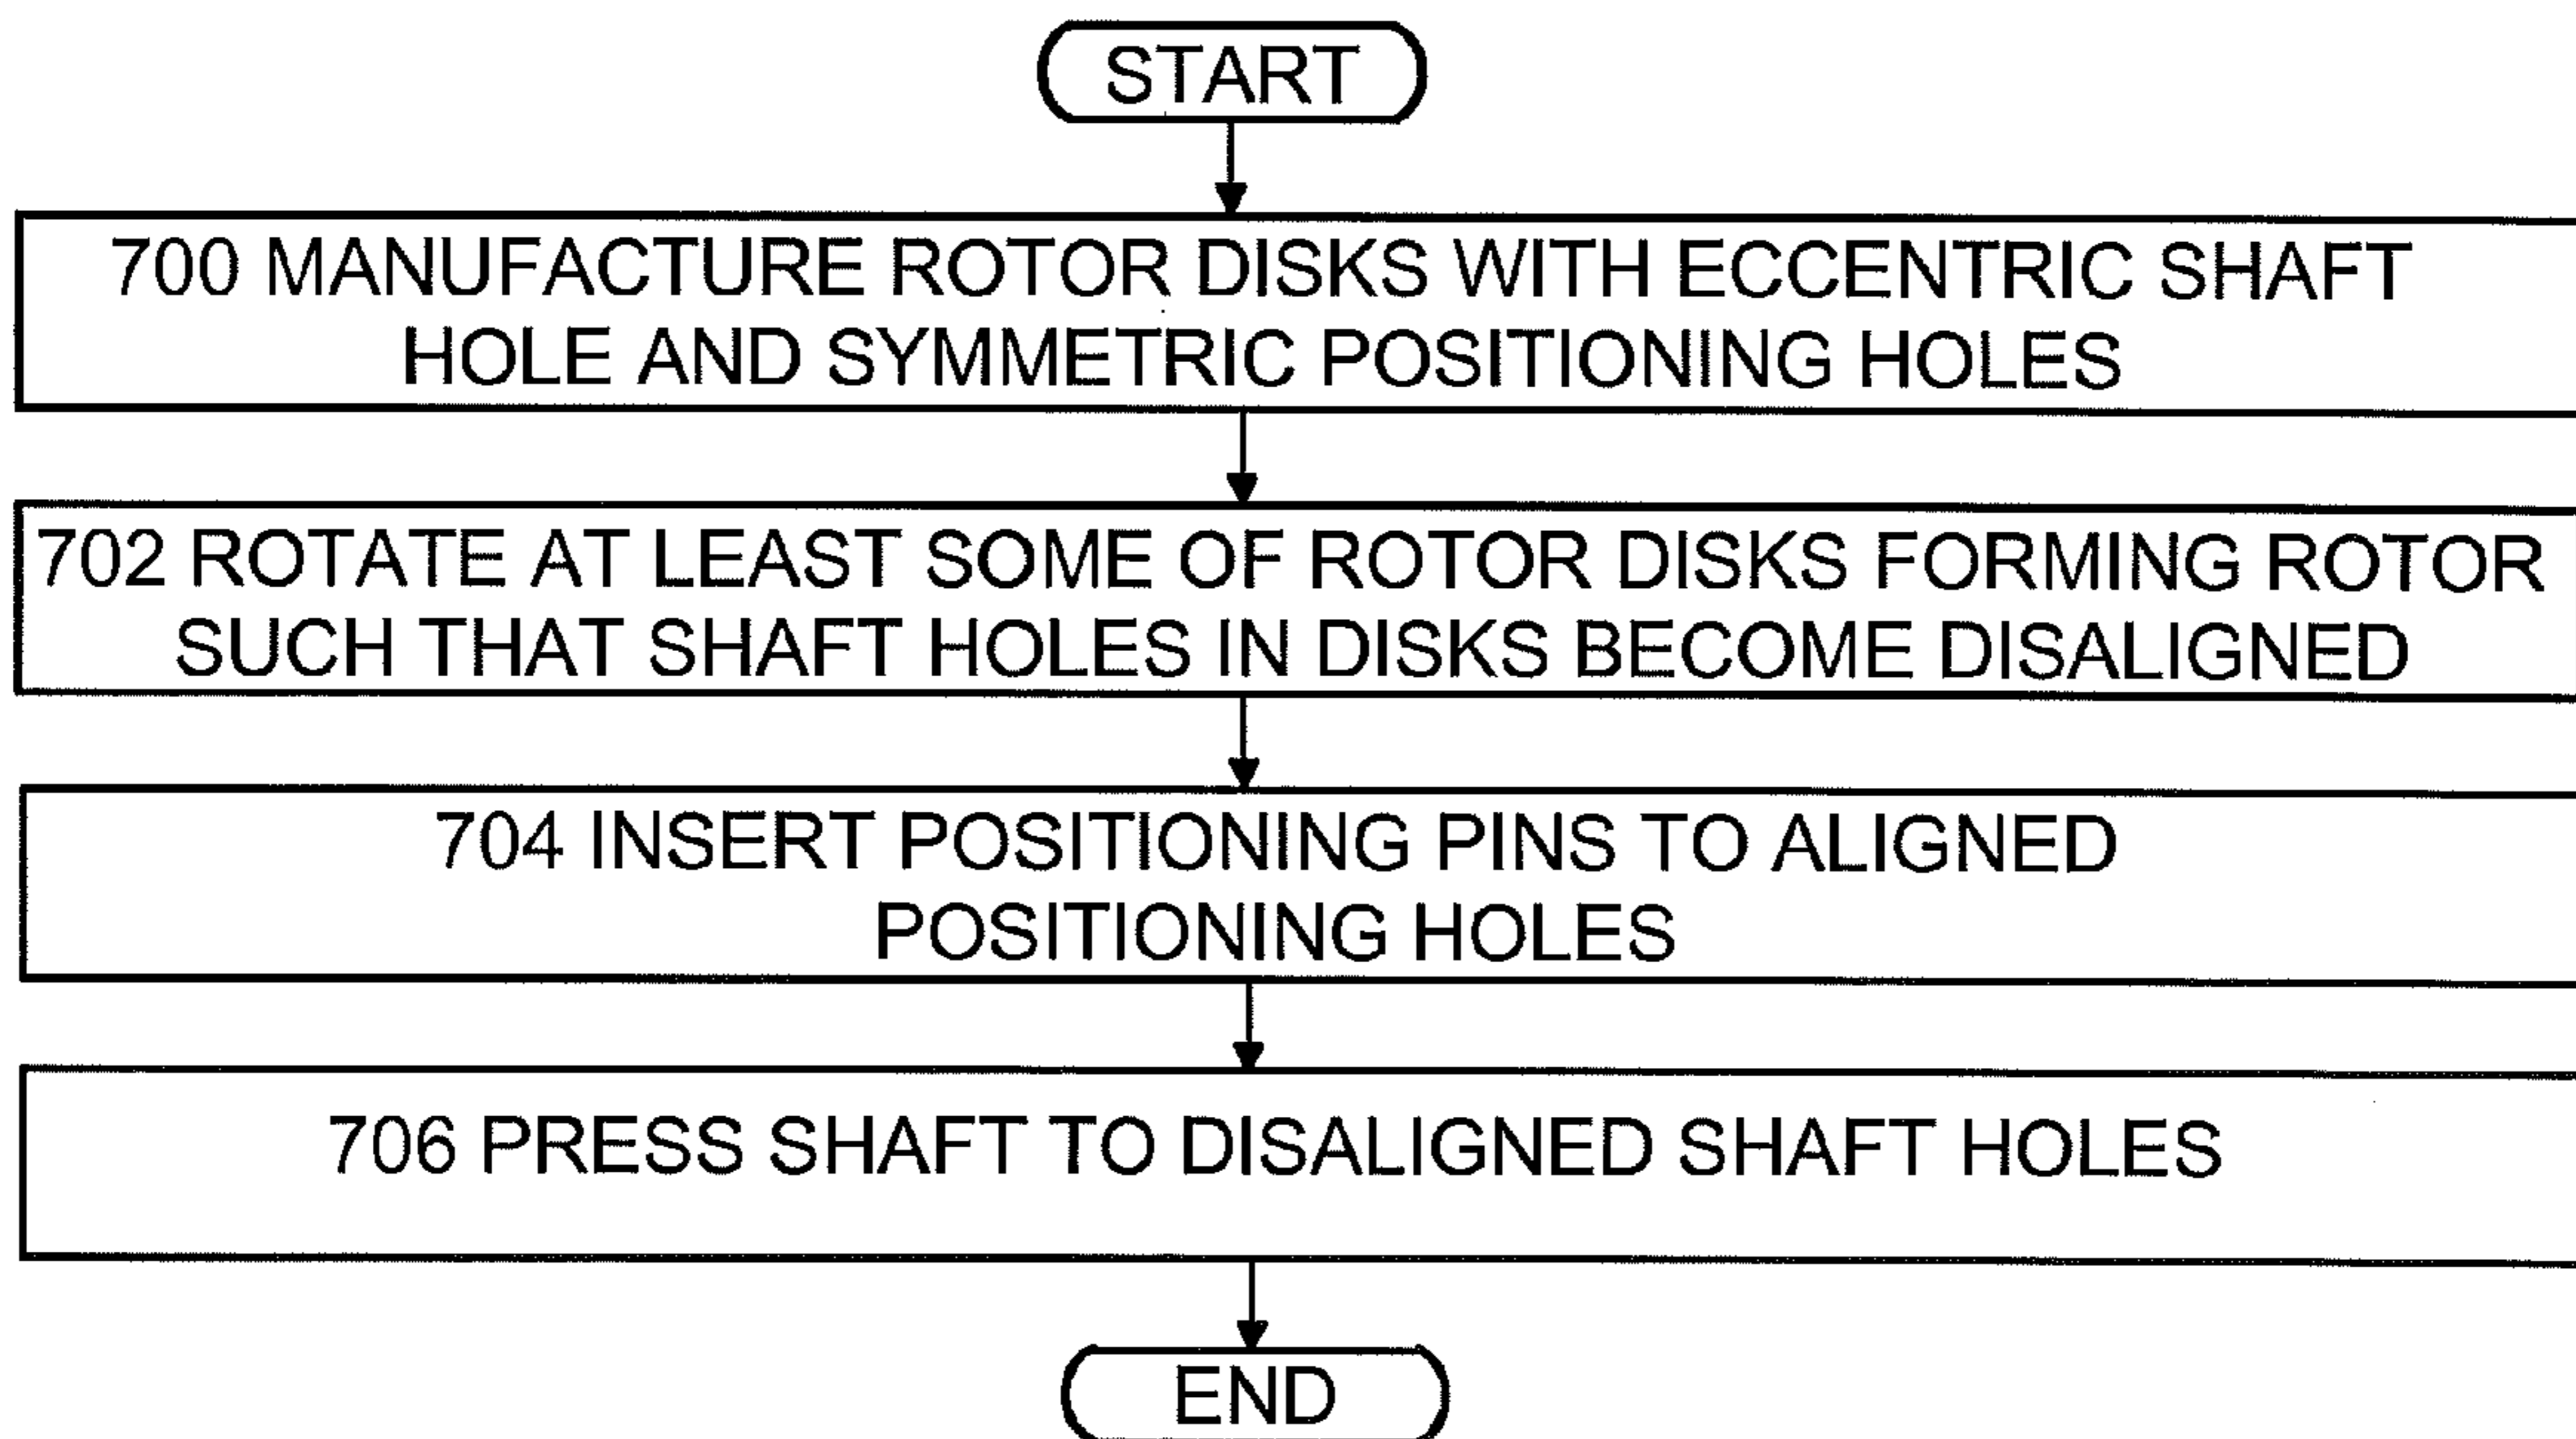 START
700 MANUFACTURE ROTOR DISKS WITH ECCENTRIC SHAFT
HOLE AND SYMMETRIC POSITIONING HOLES
702 ROTATE AT LEAST SOME OF ROTOR DISKS FORMING ROTOR
SUCH THAT SHAFT HOLES IN DISKS BECOME DISALIGNED
704 INSERT POSITIONING PINS TO ALIGNED
POSITIONING HOLES
706 PRESS SHAFT TO DISALIGNED SHAFT HOLES
END